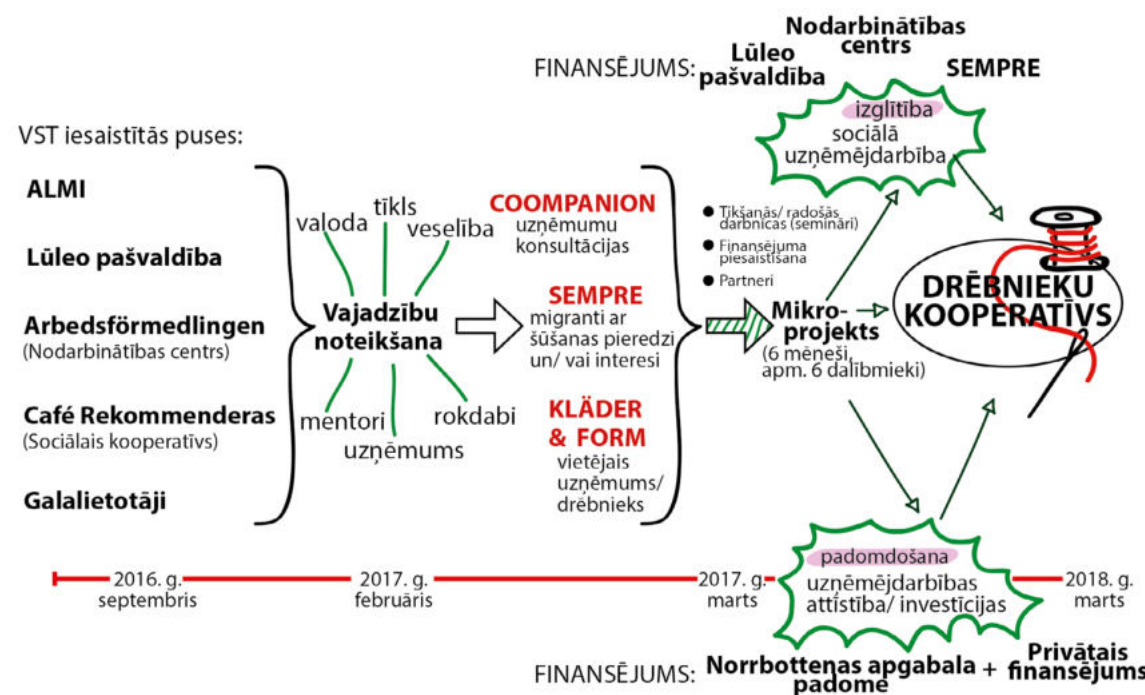 FINANSĒJUMS:
Lūleo
pašvaldība
Nodarbinātības
centrs
SEMPRE
izglītība
sociālā
uzņēmējdarbība
VST iesaistītās puses:
ALMI
Lūleo pašvaldība
Arbedsförmedlingen
(Nodarbinātības centrs)
Café Rekommenderas
(Sociālais kooperatīvs)
Galalietotāji
valoda
tīkls
veselība
Vajadzību
noteikšana
mentori
uzņēmums
rokdabi
COOMPANION
uzņēmumu
konsultācijas
SEMPRE
migranti ar
šūšanas pieredzi
un/ vai interesi
KLÄDER
& FORM
vietējais
uzņēmums/
drēbnieks
● Tikšanās/ radošās
darbnīcas (semināri)
● Finansējuma
piesaistīšana
● Partneri
Mikro-
projekts
(6 mēneši,
apm. 6 dalībmieki)
DRĒBNIEKU
KOOPERATĪVS
2016. g.
septembris
2017. g.
februāris
2017. g.
marts
2018. g.
marts
padomdošana
uzņēmējdarbības
attīstība/ investīcijas
FINANSĒJUMS:
Norrbottenas apgabala
padome
+
Privātais
finansējums